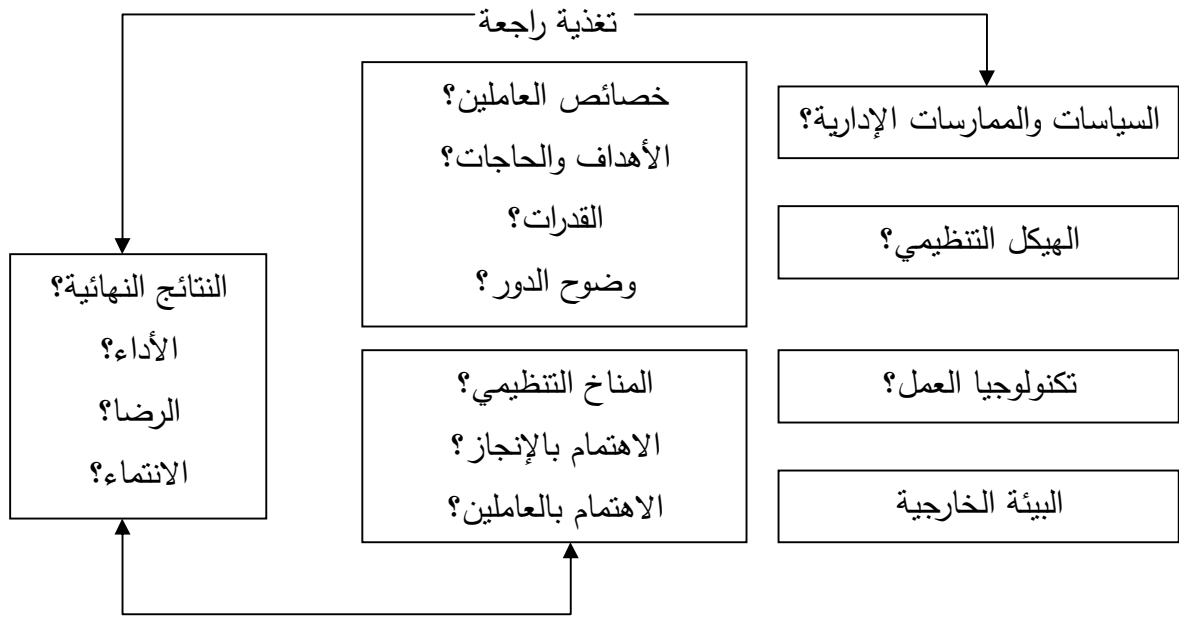 تغذية راجعة
السياسات والممارسات الإدارية؟
الهيكل التنظيمي؟
تكنولوجيا العمل؟
البيئة الخارجية
خصائص العاملين؟
الأهداف والحاجات؟
القدرات؟
وضوح الدور؟
المناخ التنظيمي؟
الاهتمام بالإنجاز؟
الاهتمام بالعاملين؟
النتائج النهائية؟
الأداء؟
الرضا؟
الانتماء؟